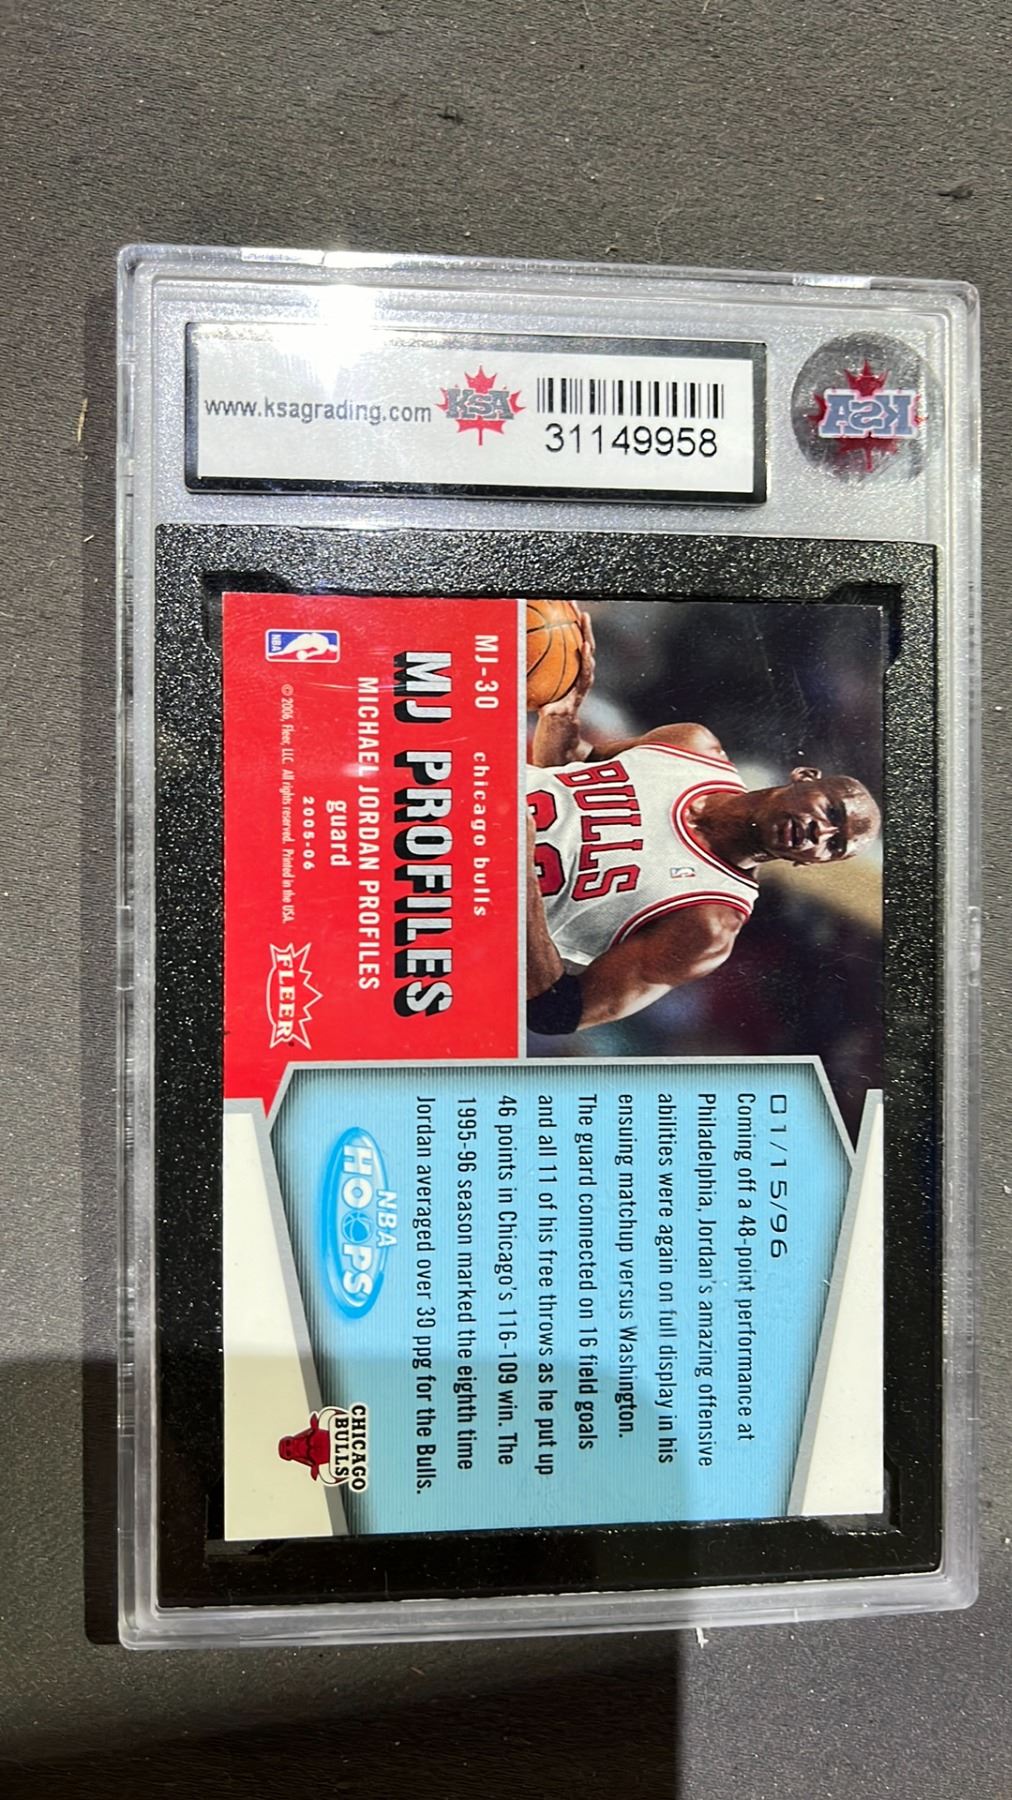 www.ksagrading.com
KSA
31149958
KSA
MJ-30
chicago bulls
MJ PROFILES
MICHAEL JORDAN PROFILES
guard
2005-06
© 2006, Fleer, LLC. All rights reserved. Printed in the USA.
NBA
FLEER
BULLS
01/15/96
Coming off a 48-point performance at
Philadelphia, Jordan's amazing offensive
abilities were again on full display in his
ensuing matchup versus Washington.
The guard connected on 16 field goals
and all 11 of his free throws as he put up
46 points in Chicago's 116-109 win. The
1995-96 season marked the eighth time
Jordan averaged over 30 ppg for the Bulls.
NBA
HOOPS
CHICAGO
BULLS